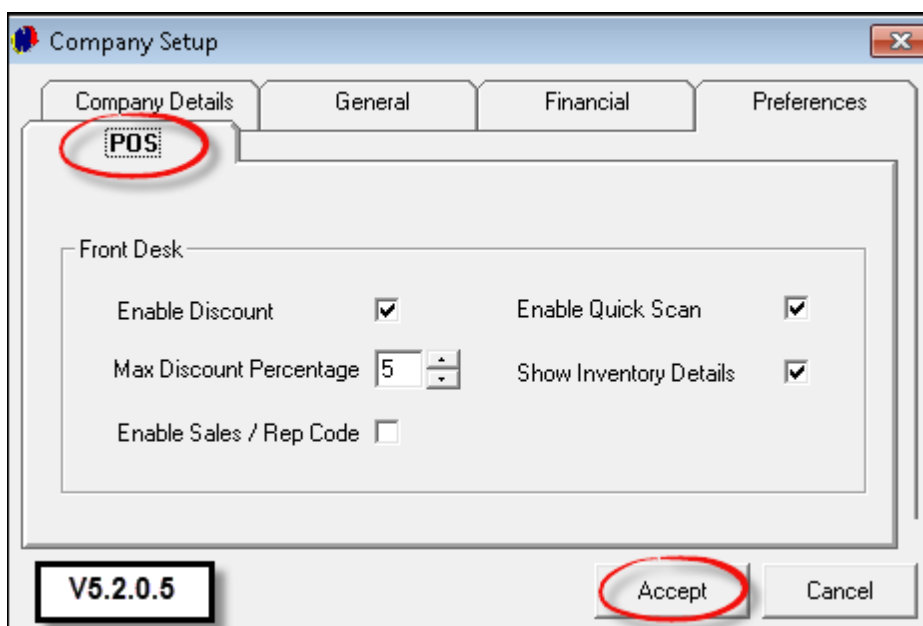 Company Setup
Company Details General Financial Preferences
POS
Front Desk
Enable Discount Enable Quick Scan
Max Discount Percentage 5 Show Inventory Details
Enable Sales / Rep Code
V5.2.0.5 Accept Cancel